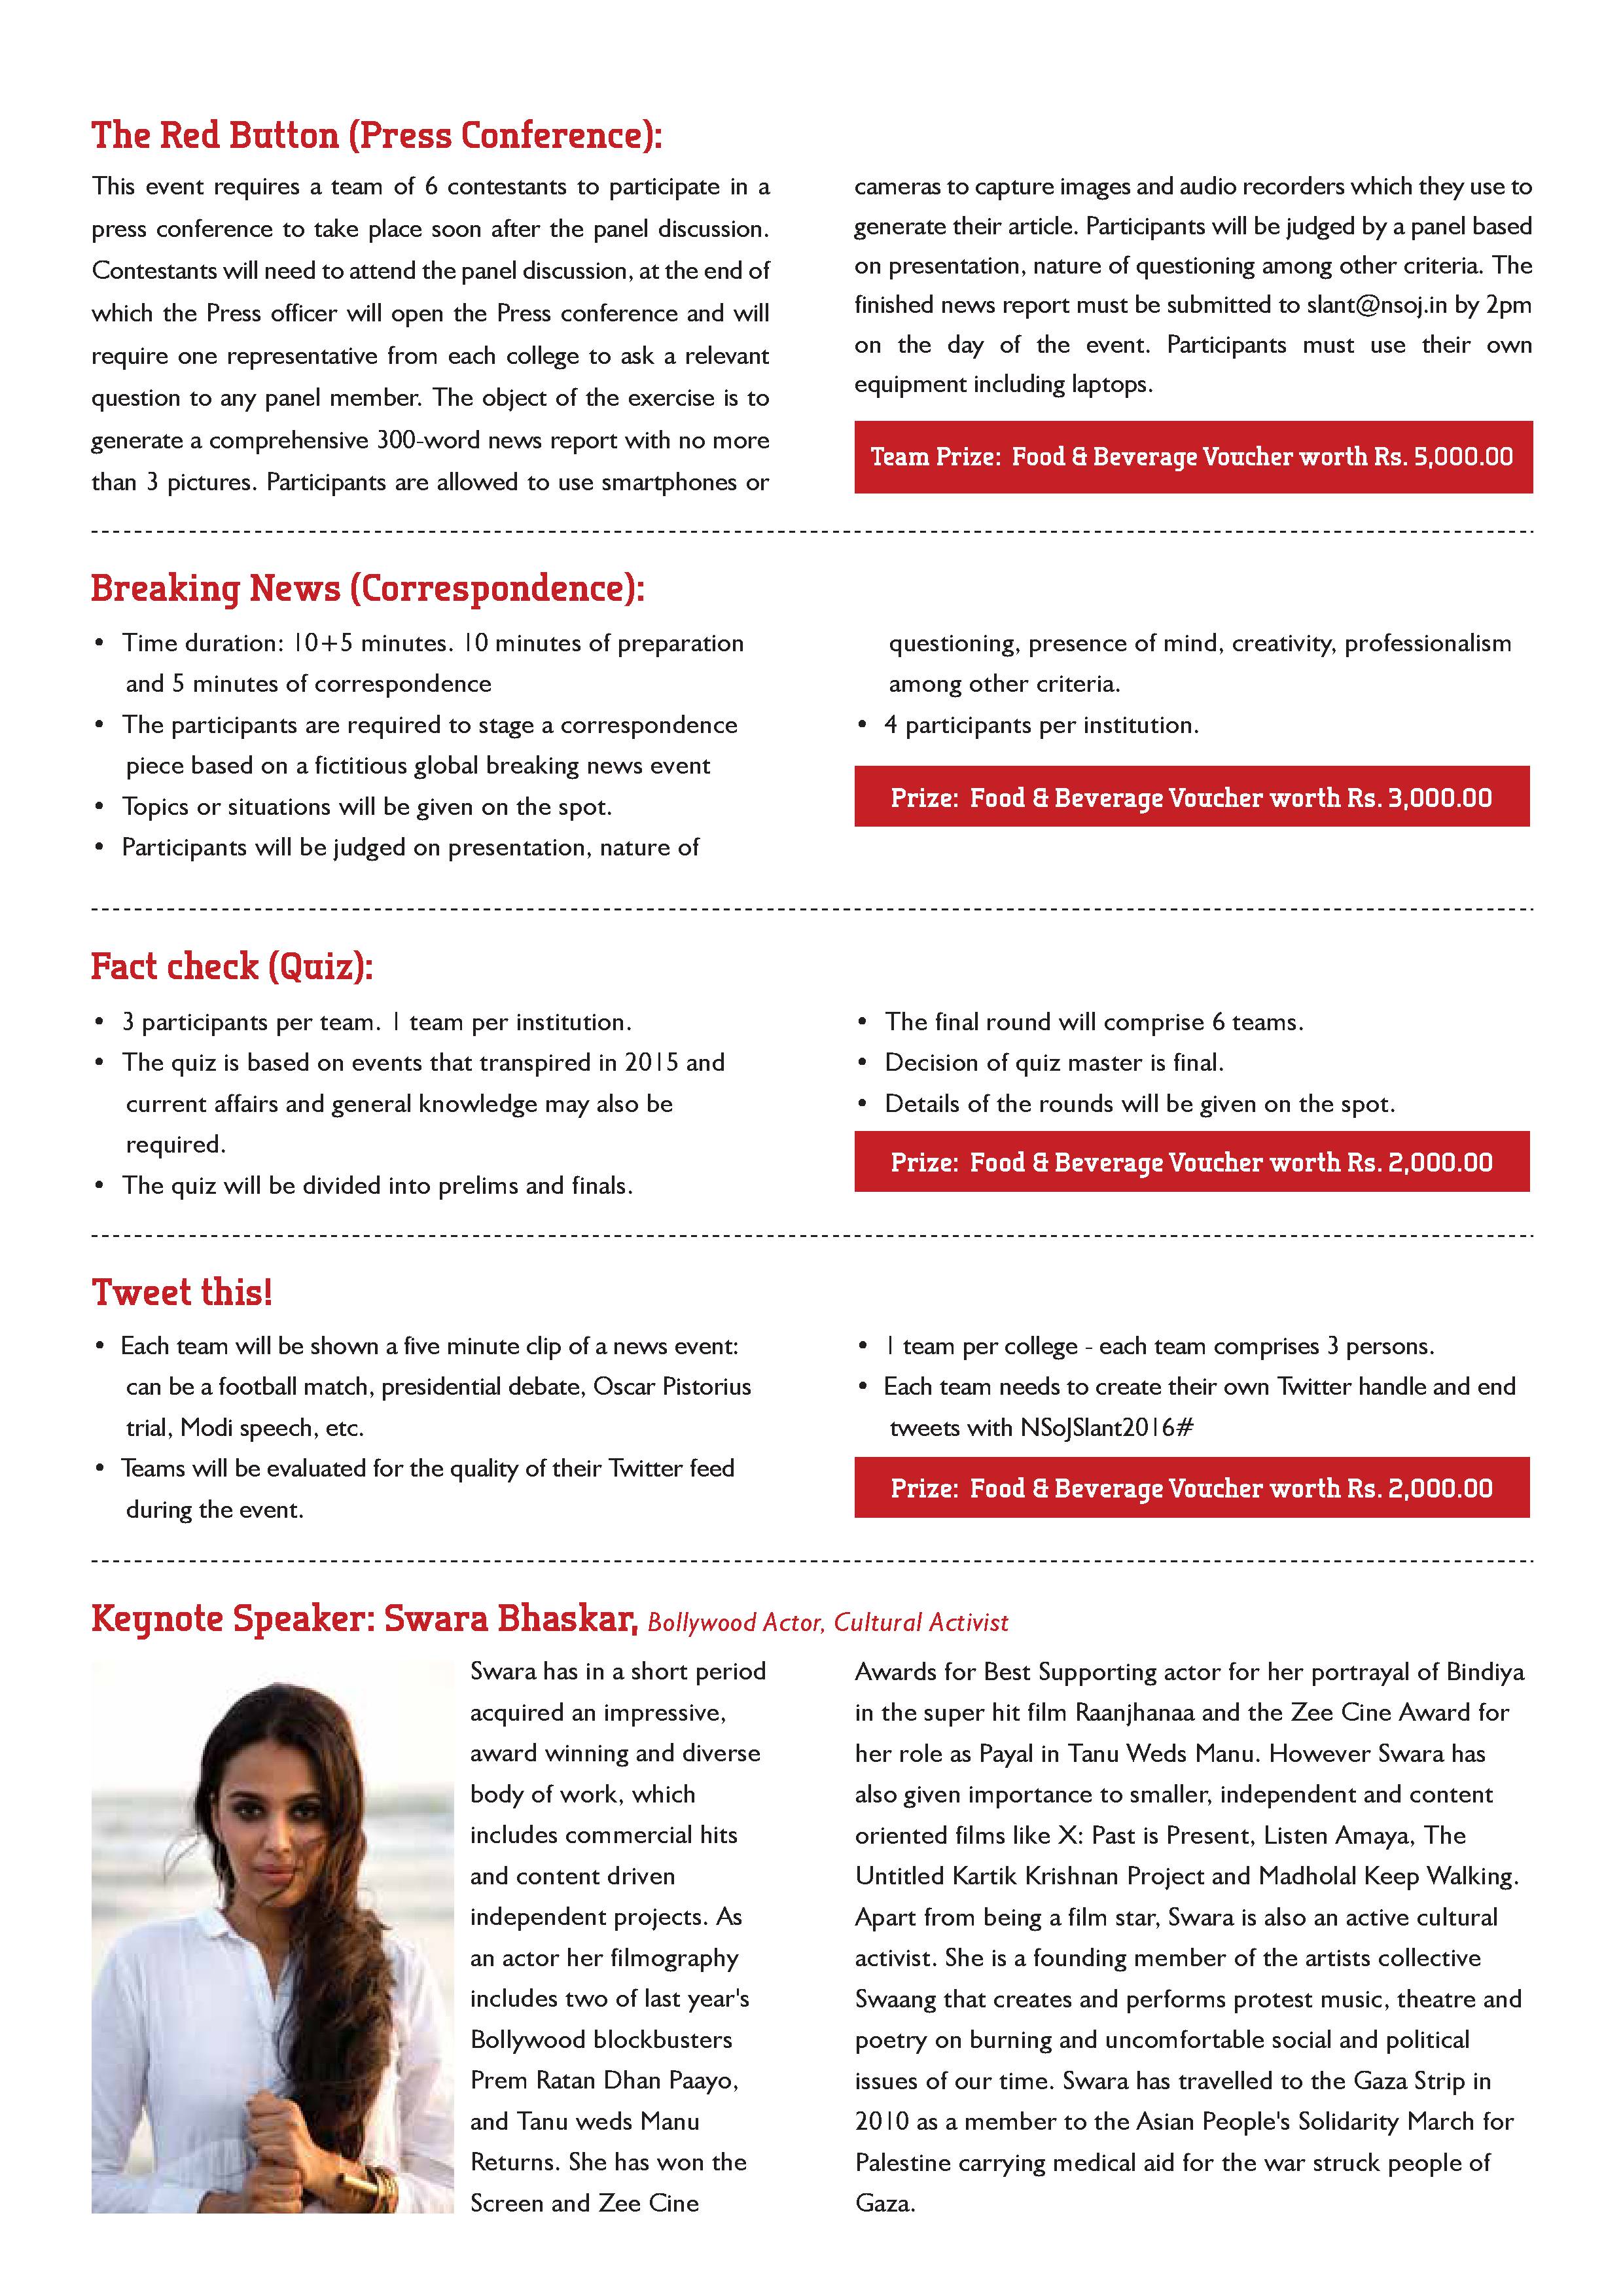 The Red Button (Press Conference):
This event requires a team of 6 contestants to participate in a
press conference to take place soon after the panel discussion.
Contestants will need to attend the panel discussion, at the end of
which the Press officer will open the Press conference and will
require one representative from each college to ask a relevant
question to any panel member. The object of the exercise is to
generate a comprehensive 300-word news report with no more
than 3 pictures. Participants are allowed to use smartphones or
cameras to capture images and audio recorders which they use to
generate their article. Participants will be judged by a panel based
on presentation, nature of questioning among other criteria. The
finished news report must be submitted to slant@nsoj.in by 2pm
on the day of the event. Participants must use their own
equipment including laptops.
Team Prize: Food & Beverage Voucher worth Rs. 5,000.00
Breaking News (Correspondence):
• Time duration: 10+5 minutes. 10 minutes of preparation
and 5 minutes of correspondence
• The participants are required to stage a correspondence
piece based on a fictitious global breaking news event
• Topics or situations will be given on the spot.
• Participants will be judged on presentation, nature of
questioning, presence of mind, creativity, professionalism
among other criteria.
• 4 participants per institution.
Prize: Food & Beverage Voucher worth Rs. 3,000.00
Fact check (Quiz):
• 3 participants per team. 1 team per institution.
• The quiz is based on events that transpired in 2015 and
current affairs and general knowledge may also be
required.
• The quiz will be divided into prelims and finals.
• The final round will comprise 6 teams.
• Decision of quiz master is final.
• Details of the rounds will be given on the spot.
Prize: Food & Beverage Voucher worth Rs. 2,000.00
Tweet this!
• Each team will be shown a five minute clip of a news event:
can be a football match, presidential debate, Oscar Pistorius
trial, Modi speech, etc.
• Teams will be evaluated for the quality of their Twitter feed
during the event.
• 1 team per college - each team comprises 3 persons.
• Each team needs to create their own Twitter handle and end
tweets with NSoJSlant2016#
Prize: Food & Beverage Voucher worth Rs. 2,000.00
Keynote Speaker: Swara Bhaskar, Bollywood Actor, Cultural Activist
Swara has in a short period
acquired an impressive,
award winning and diverse
body of work, which
includes commercial hits
and content driven
independent projects. As
an actor her filmography
includes two of last year's
Bollywood blockbusters
Prem Ratan Dhan Paayo,
and Tanu weds Manu
Returns. She has won the
Screen and Zee Cine
Awards for Best Supporting actor for her portrayal of Bindiya
in the super hit film Raanjhanaa and the Zee Cine Award for
her role as Payal in Tanu Weds Manu. However Swara has
also given importance to smaller, independent and content
oriented films like X: Past is Present, Listen Amaya, The
Untitled Kartik Krishnan Project and Madholal Keep Walking.
Apart from being a film star, Swara is also an active cultural
activist. She is a founding member of the artists collective
Swaang that creates and performs protest music, theatre and
poetry on burning and uncomfortable social and political
issues of our time. Swara has travelled to the Gaza Strip in
2010 as a member to the Asian People's Solidarity March for
Palestine carrying medical aid for the war struck people of
Gaza.